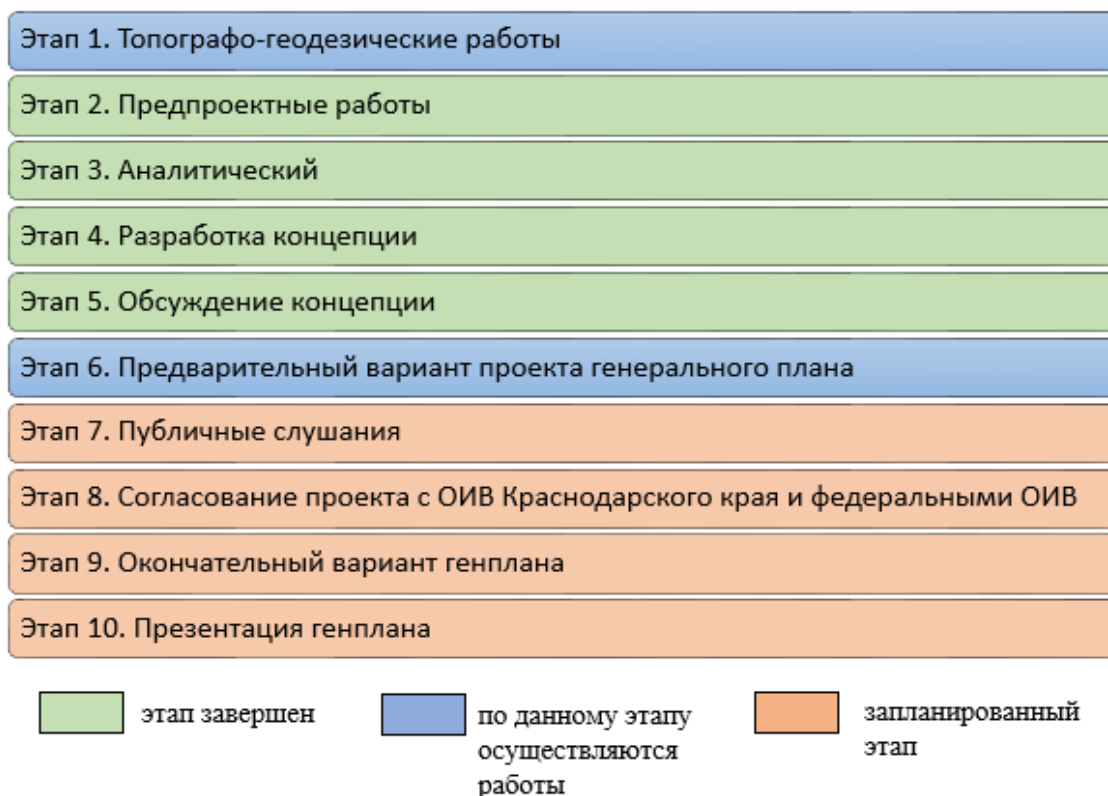 Этап 1. Топографо-геодезические работы
Этап 2. Предпроектные работы
Этап 3. Аналитический
Этап 4. Разработка концепции
Этап 5. Обсуждение концепции
Этап 6. Предварительный вариант проекта генерального плана
Этап 7. Публичные слушания
Этап 8. Согласование проекта с ОИВ Краснодарского края и федеральными ОИВ
Этап 9. Окончательный вариант генплана
Этап 10. Презентация генплана
этап завершен
по данному этапу
осуществляются
работы
запланированный
этап